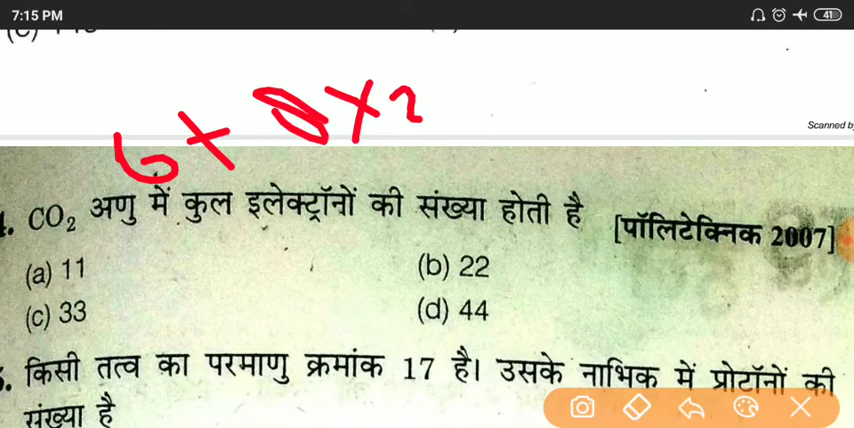 7:15 PM
41
6 x 8 x 2
Scanned b
CO2 अणु में कुल इलेक्ट्रॉनों की संख्या होती है [पॉलिटेक्निक 2007]
(a) 11 (b) 22
(c) 33 (d) 44
किसी तत्व का परमाणु क्रमांक 17 है। उसके नाभिक में प्रोटॉनों की
संख्या है